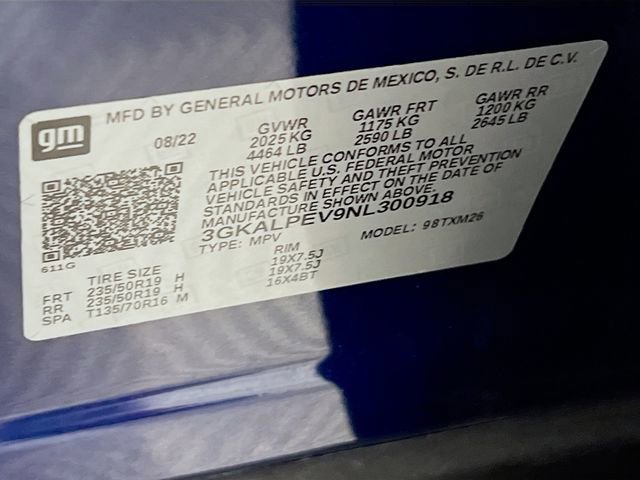 gm
MFD BY GENERAL MOTORS DE MEXICO, S. DE R.L. DE C.V.
08/22
GVWR
2025 KG
4464 LB
GAWR FRT
1175 KG
2590 LB
GAWR RR
1200 KG
2645 LB
THIS VEHICLE CONFORMS TO ALL
APPLICABLE U.S. FEDERAL MOTOR
VEHICLE SAFETY AND THEFT PREVENTION
STANDARDS IN EFFECT ON THE DATE OF
MANUFACTURE SHOWN ABOVE.
3GKALPEV9NL300918
TYPE: MPV MODEL: 98TXM26
611G
TIRE SIZE RIM
FRT 235/50R19 H 19X7.5J
RR 235/50R19 H 19X7.5J
SPA T135/70R16 M 16X4BT